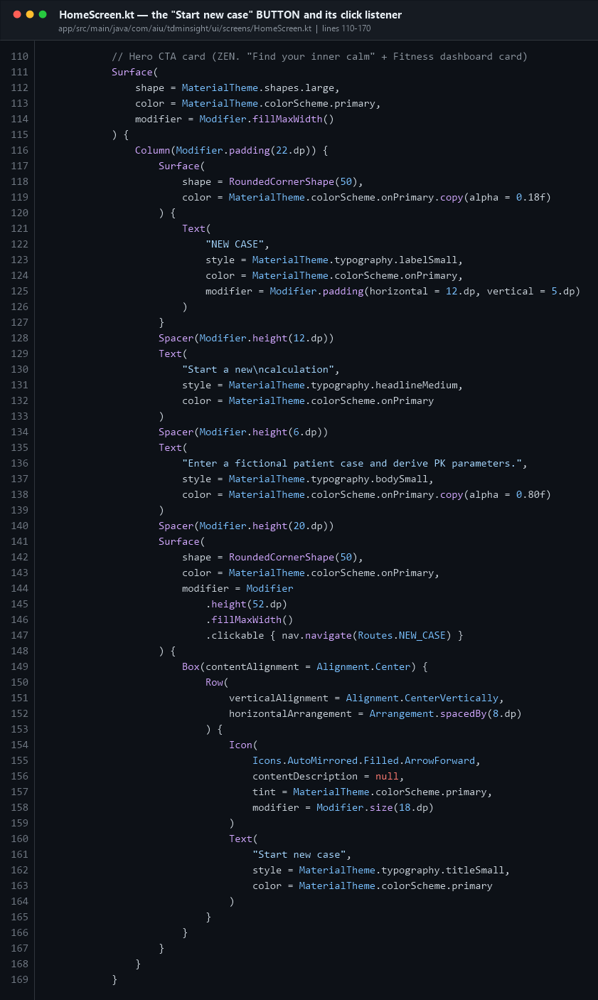 HomeScreen.kt — the "Start new case" BUTTON and its click listener
app/src/main/java/com/aiu/tdminsight/ui/screens/HomeScreen.kt | lines 110-170
110 // Hero CTA card (ZEN. "Find your inner calm" + Fitness dashboard card)
111 Surface(
112 shape = MaterialTheme.shapes.large,
113 color = MaterialTheme.colorScheme.primary,
114 modifier = Modifier.fillMaxWidth()
115 ) {
116 Column(Modifier.padding(22.dp)) {
117 Surface(
118 shape = RoundedCornerShape(50),
119 color = MaterialTheme.colorScheme.onPrimary.copy(alpha = 0.18f)
120 ) {
121 Text(
122 "NEW CASE",
123 style = MaterialTheme.typography.labelSmall,
124 color = MaterialTheme.colorScheme.onPrimary,
125 modifier = Modifier.padding(horizontal = 12.dp, vertical = 5.dp)
126 )
127 }
128 Spacer(Modifier.height(12.dp))
129 Text(
130 "Start a new\ncalculation",
131 style = MaterialTheme.typography.headlineMedium,
132 color = MaterialTheme.colorScheme.onPrimary
133 )
134 Spacer(Modifier.height(6.dp))
135 Text(
136 "Enter a fictional patient case and derive PK parameters.",
137 style = MaterialTheme.typography.bodySmall,
138 color = MaterialTheme.colorScheme.onPrimary.copy(alpha = 0.80f)
139 )
140 Spacer(Modifier.height(20.dp))
141 Surface(
142 shape = RoundedCornerShape(50),
143 color = MaterialTheme.colorScheme.onPrimary,
144 modifier = Modifier
145 .height(52.dp)
146 .fillMaxWidth()
147 .clickable { nav.navigate(Routes.NEW_CASE) }
148 ) {
149 Box(contentAlignment = Alignment.Center) {
150 Row(
151 verticalAlignment = Alignment.CenterVertically,
152 horizontalArrangement = Arrangement.spacedBy(8.dp)
153 ) {
154 Icon(
155 Icons.AutoMirrored.Filled.ArrowForward,
156 contentDescription = null,
157 tint = MaterialTheme.colorScheme.primary,
158 modifier = Modifier.size(18.dp)
159 )
160 Text(
161 "Start new case",
162 style = MaterialTheme.typography.titleSmall,
163 color = MaterialTheme.colorScheme.primary
164 )
165 }
166 }
167 }
168 }
169 }